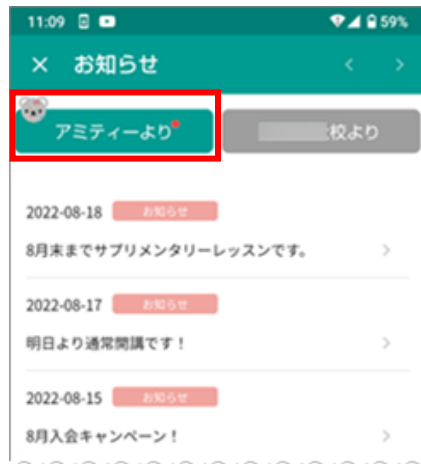 11:09 59%
× お知らせ < >
アミティーより 校より
2022-08-18 お知らせ
8月末までサプリメンタリーレッスンです。 >
2022-08-17 お知らせ
明日より通常開講です！ >
2022-08-15 お知らせ
8月入会キャンペーン！ >